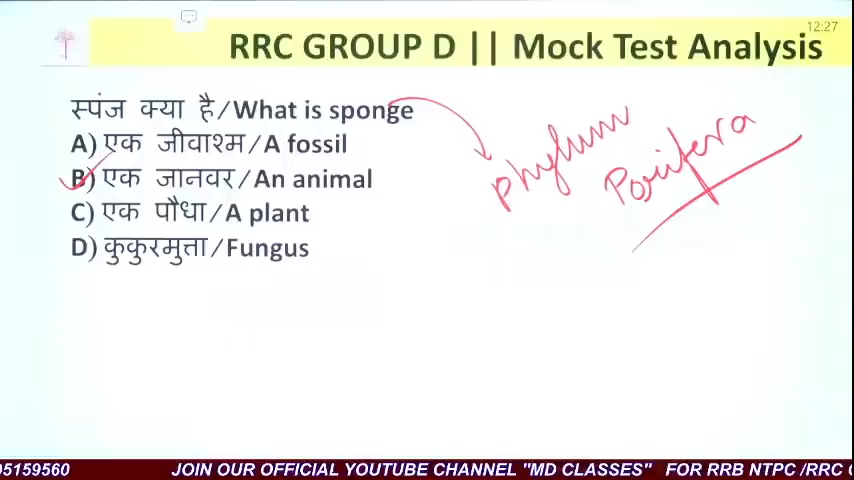 12:27
RRC GROUP D || Mock Test Analysis
स्पंज क्या है/What is sponge
A) एक जीवाश्म/A fossil
B) एक जानवर/An animal
C) एक पौधा/A plant
D) कुकुरमुत्ता/Fungus
phylum
Porifera
95159560 JOIN OUR OFFICIAL YOUTUBE CHANNEL "MD CLASSES" FOR RRB NTPC /RRC